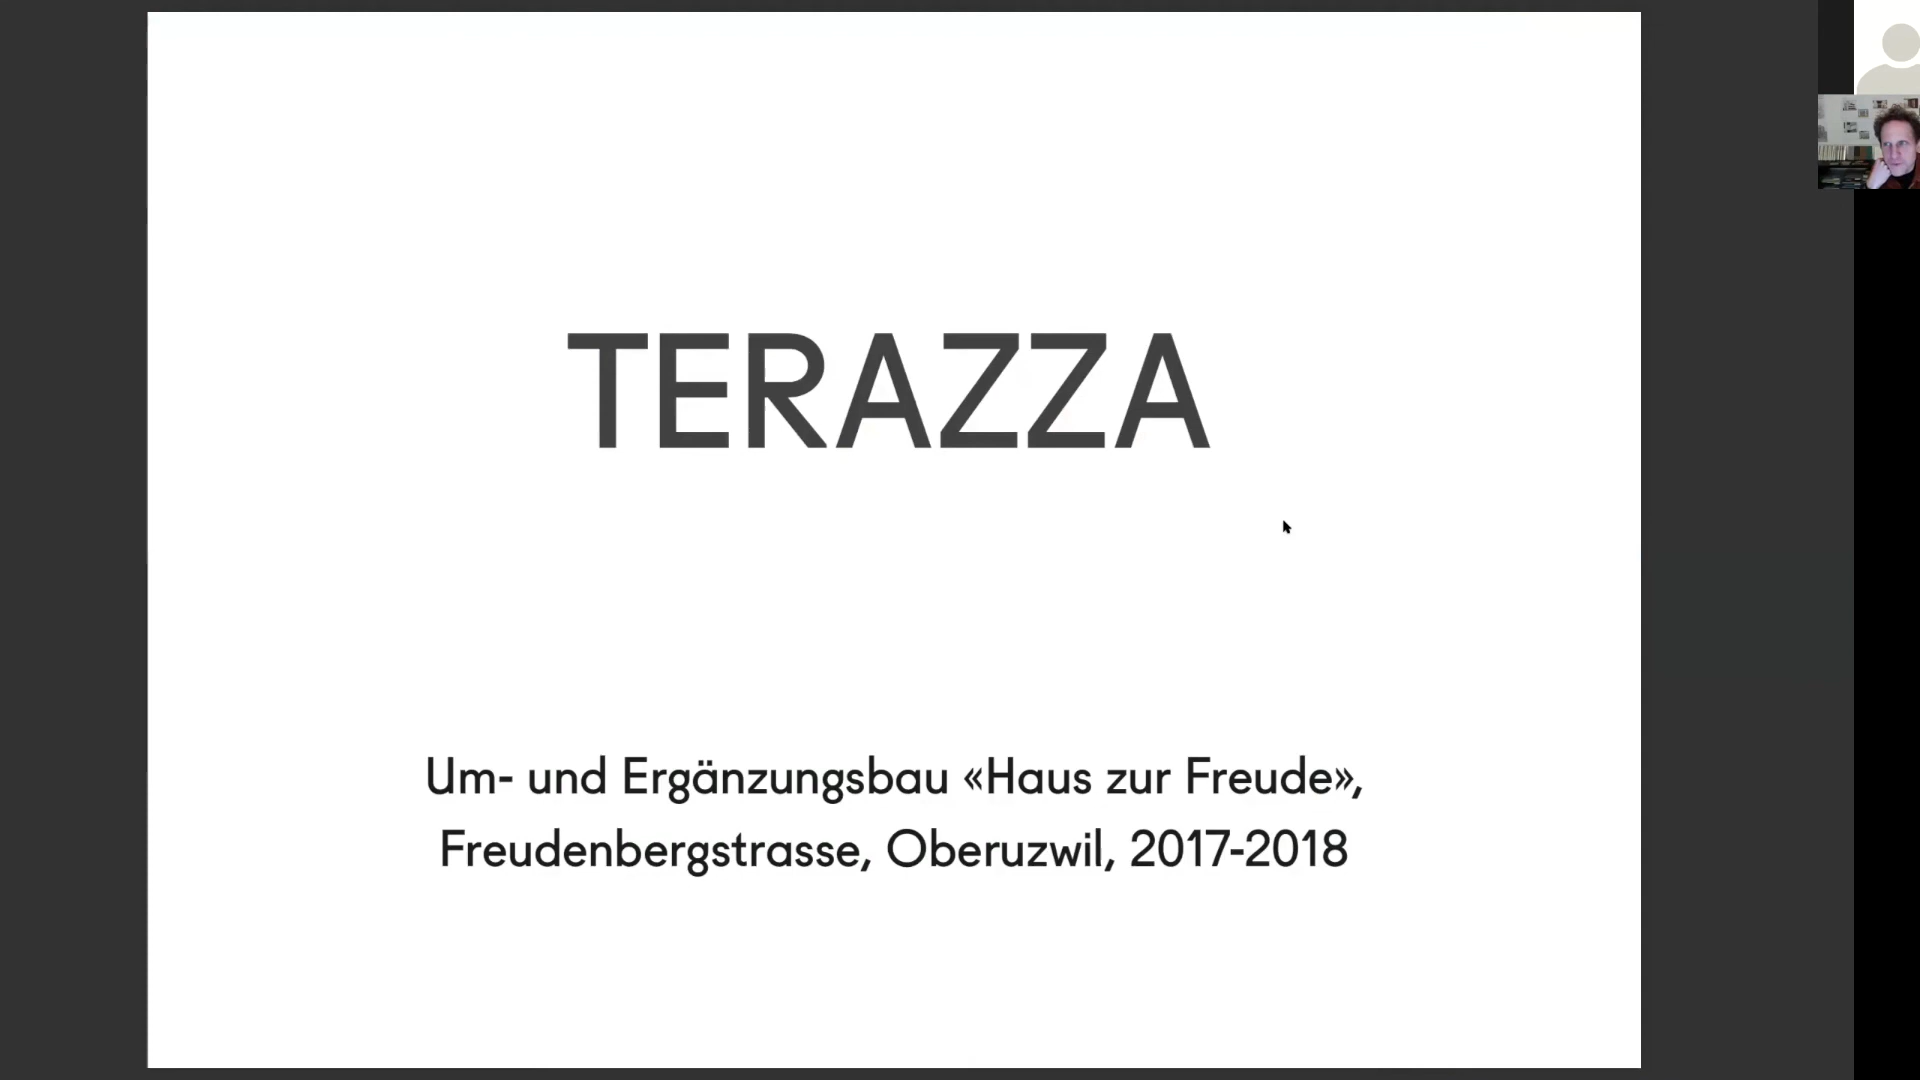 TERAZZA
Um- und Ergänzungsbau «Haus zur Freude»,
Freudenbergstrasse, Oberuzwil, 2017-2018